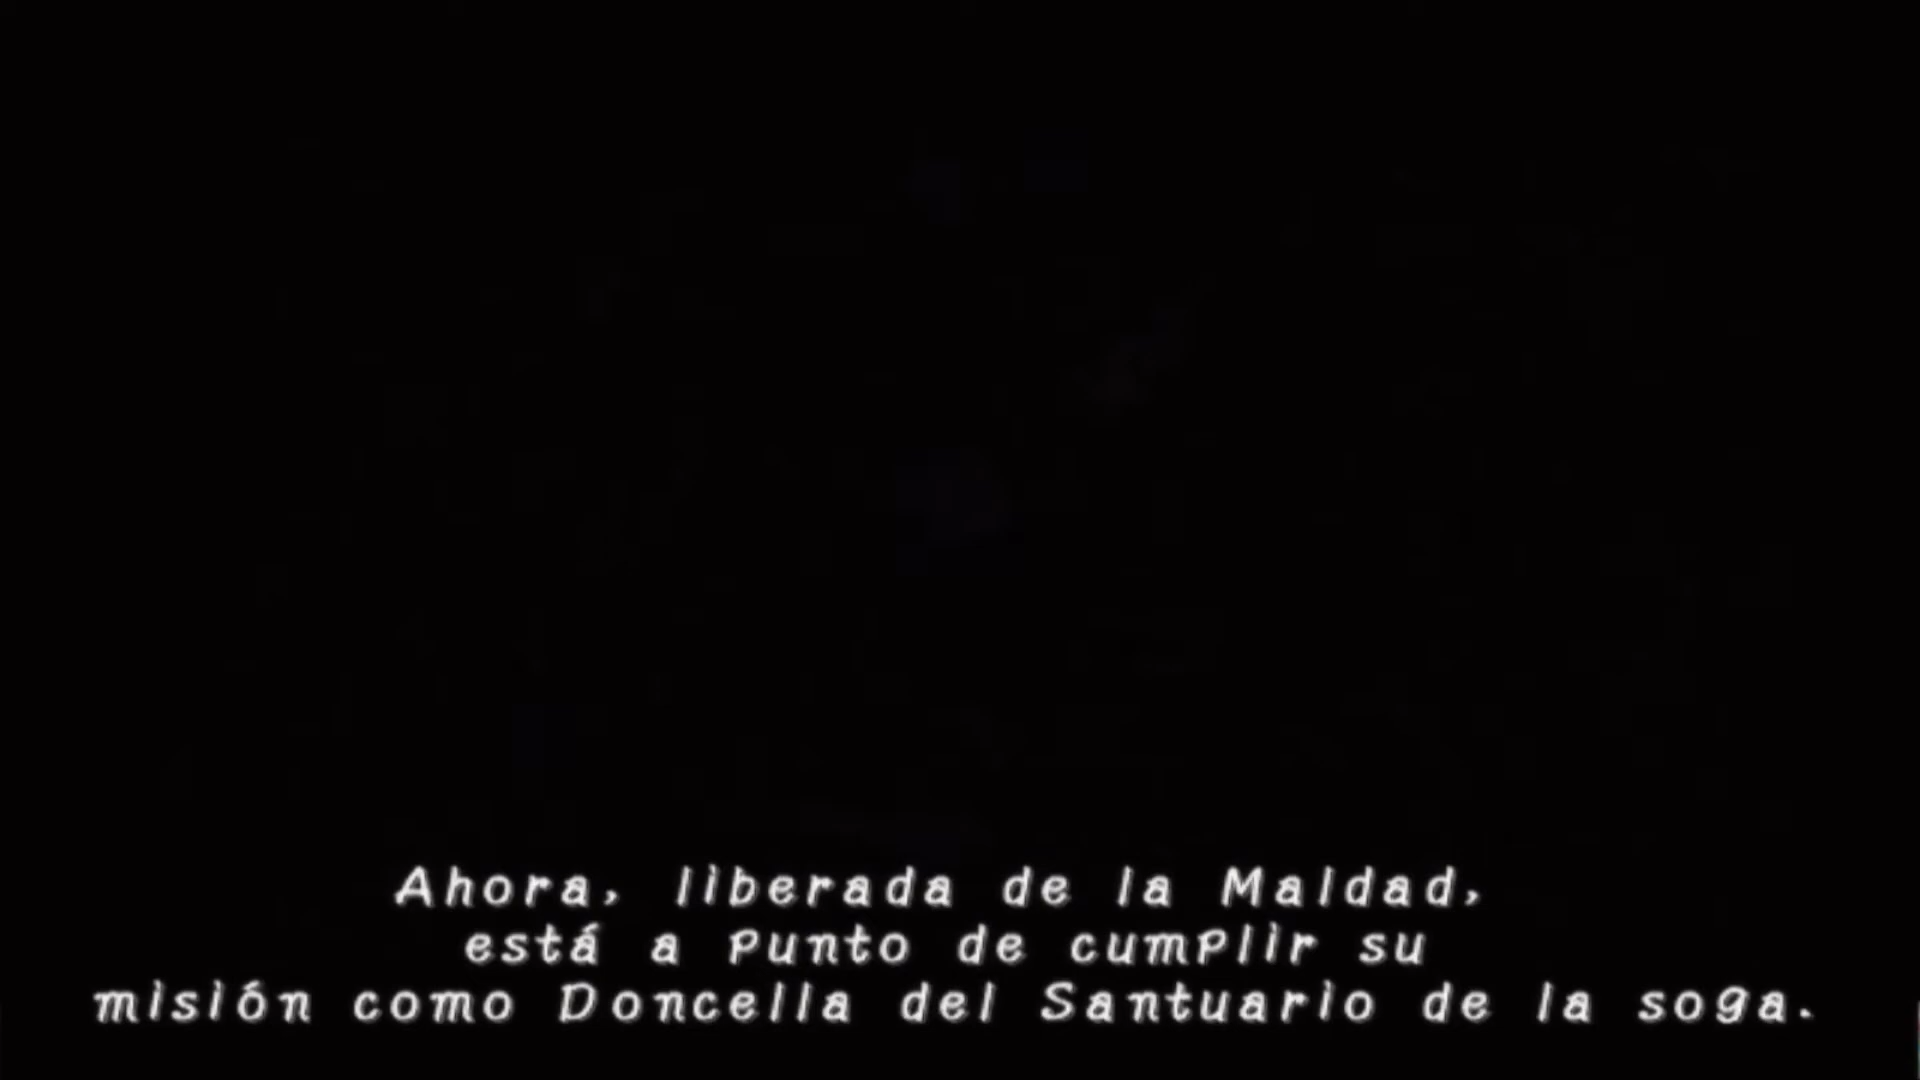 Ahora, liberada de la Maldad,
está a punto de cumplir su
misión como Doncella del Santuario de la soga.